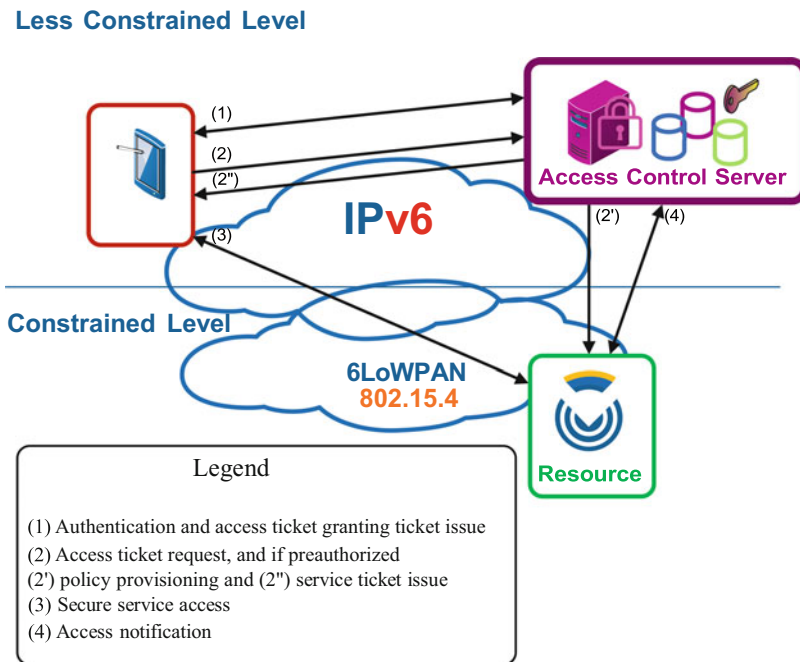 Less Constrained Level
(1)
(2)
(2")
Access Control Server
IPv6
(3)
(2')
(4)
Constrained Level
6LoWPAN
802.15.4
Resource
Legend
(1) Authentication and access ticket granting ticket issue
(2) Access ticket request, and if preauthorized
(2') policy provisioning and (2") service ticket issue
(3) Secure service access
(4) Access notification